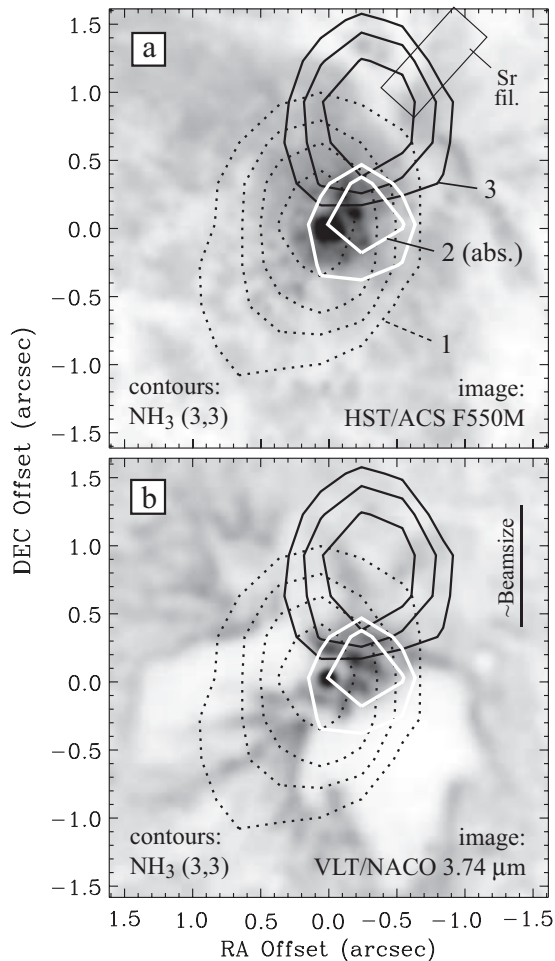 1.5
a
Sr
fil.
1.0
0.5
3
0.0
2 (abs.)
−0.5
1
−1.0
contours:
image:
NH3 (3,3)
HST/ACS F550M
−1.5
DEC Offset (arcsec)
1.5
b
1.0
~Beamsize
0.5
0.0
−0.5
−1.0
contours:
image:
NH3 (3,3)
VLT/NACO 3.74 μm
−1.5
1.5 1.0 0.5 0.0 −0.5 −1.0 −1.5
RA Offset (arcsec)